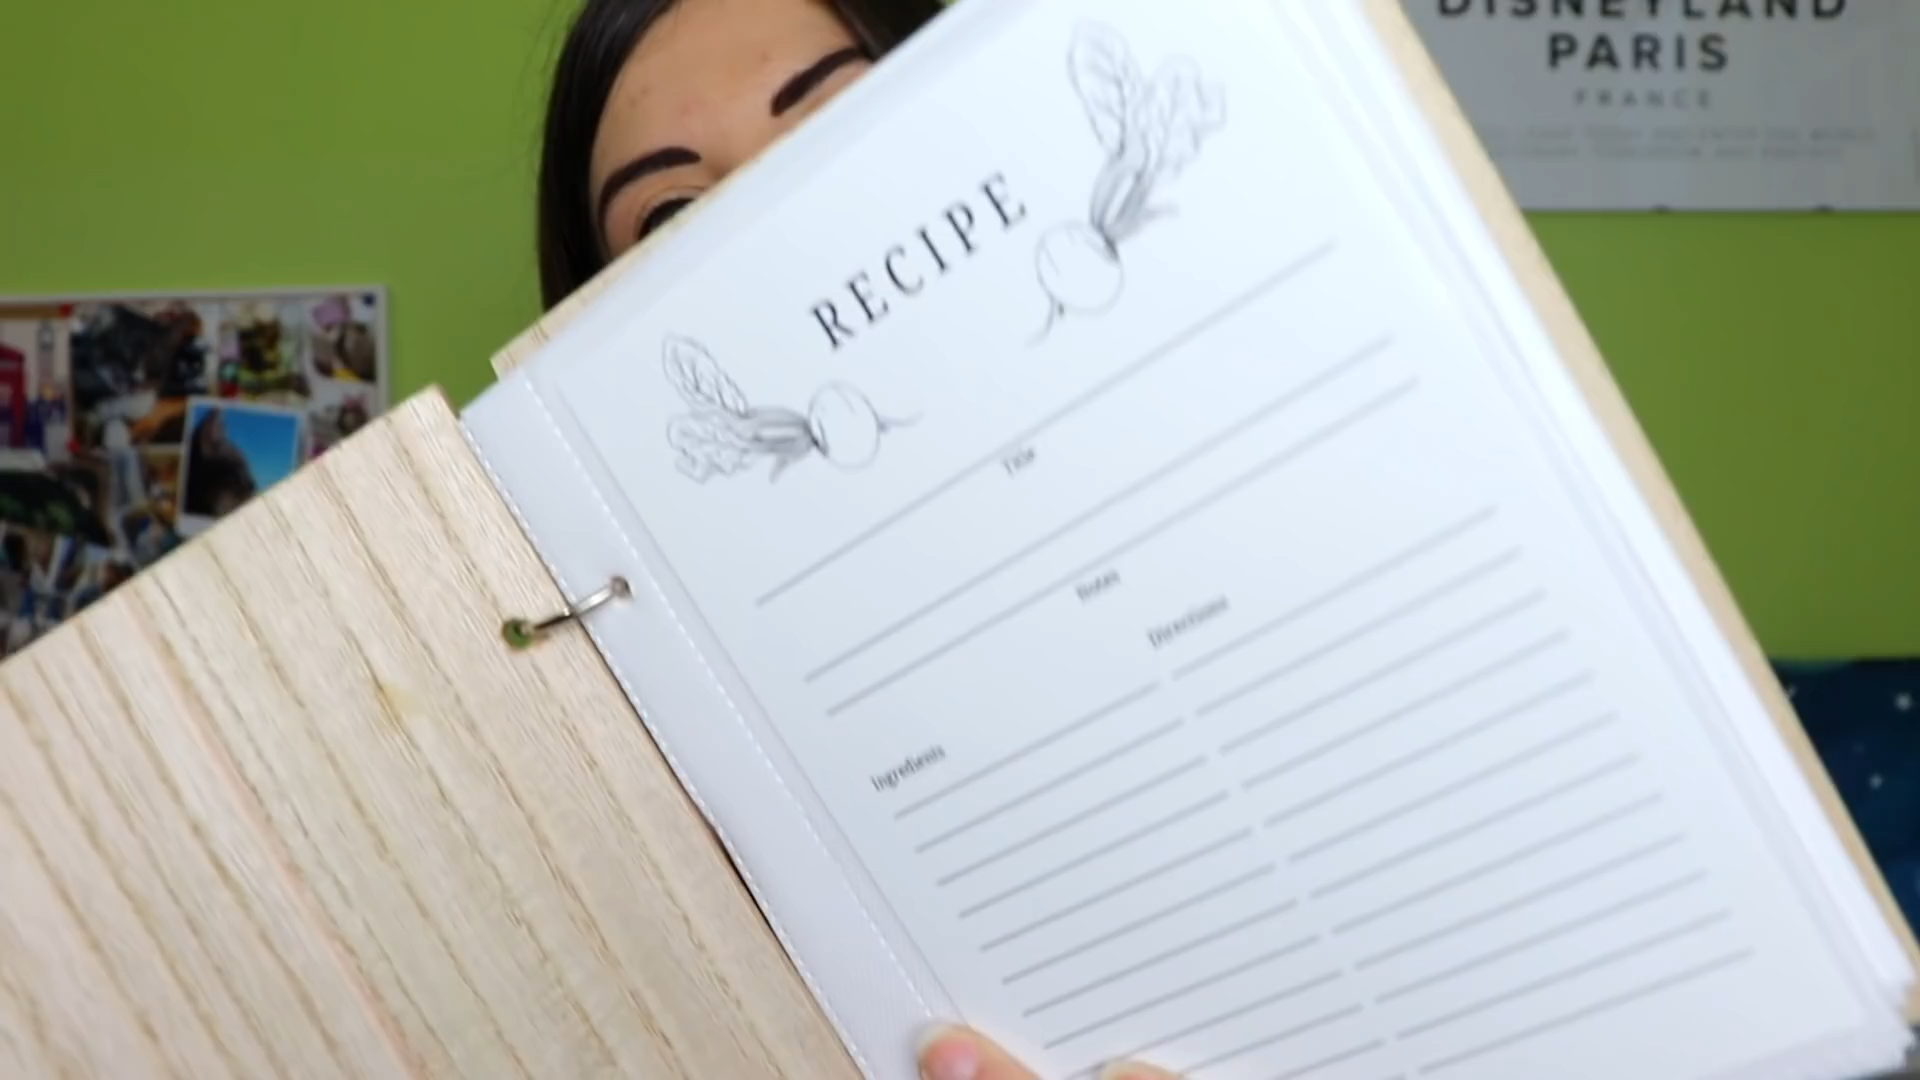 DISNEYLAND
PARIS
FRANCE
RECIPE
Title
Notes
Directions
Ingredients